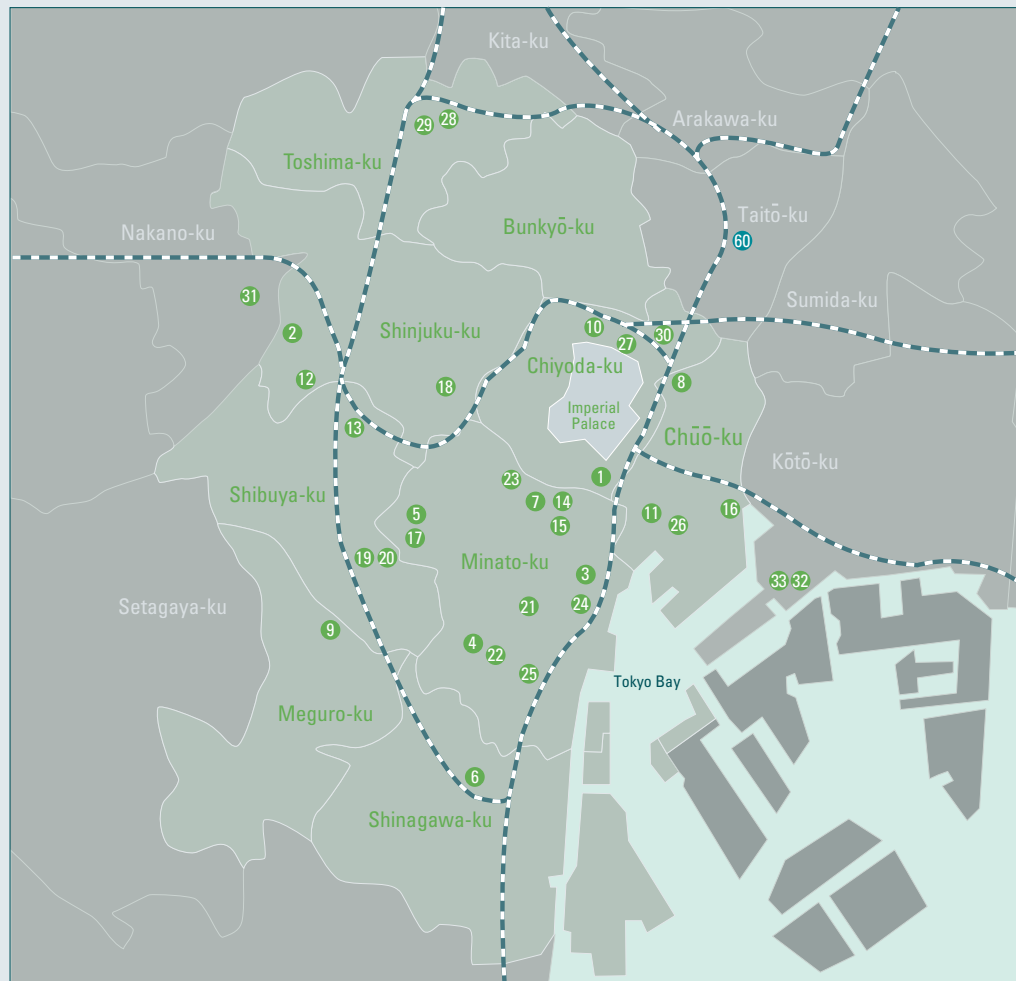 Kita-ku
28
29
Arakawa-ku
Toshima-ku
Taitō-ku
Bunkyō-ku
Nakano-ku
60
31
Sumida-ku
2
Shinjuku-ku
10
30
27
Chiyoda-ku
12
18
8
Imperial
Palace
13
Chūō-ku
Kōtō-ku
1
23
Shibuya-ku
7
14
5
11
16
15
26
17
19
20
Minato-ku
3
33
32
21
24
Setagaya-ku
9
4
22
25
Tokyo Bay
Meguro-ku
6
Shinagawa-ku